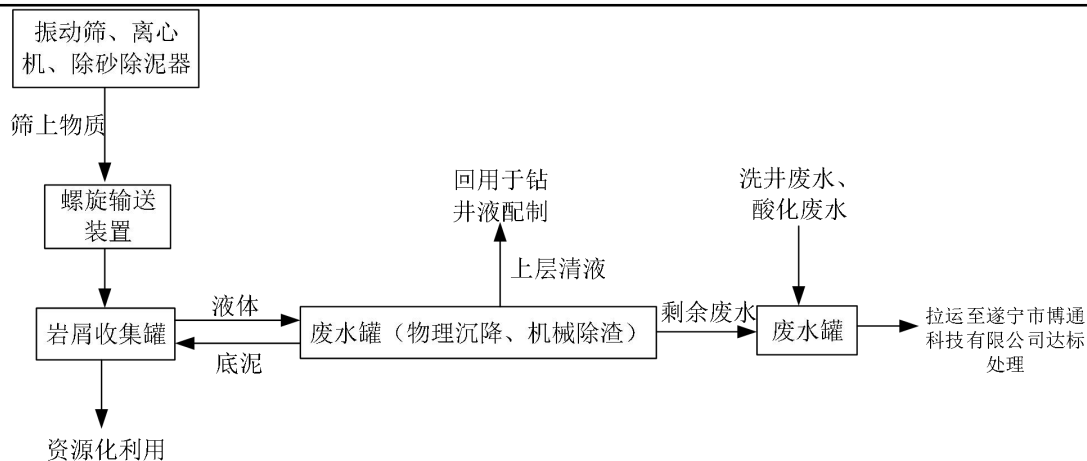 振动筛、离心
机、除砂除泥器
筛上物质
螺旋输送
装置
回用于钻
井液配制
洗井废水、
酸化废水
上层清液
液体
岩屑收集罐
废水罐（物理沉降、机械除渣）
剩余废水
废水罐
拉运至遂宁市博通
科技有限公司达标
处理
底泥
资源化利用